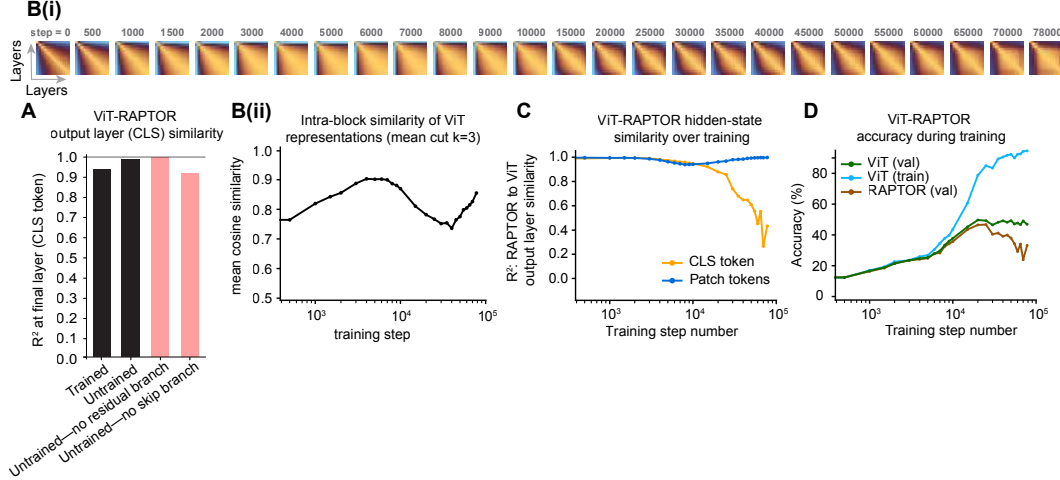 B(i)
step = 0 500 1000 1500 2000 2000 3000 4000 5000 6000 7000 8000 9000 10000 15000 20000 25000 30000 35000 40000 45000 50000 55000 60000 65000 70000 78000
Layers
Layers
A
ViT-RAPTOR
output layer (CLS) similarity
R² at final layer (CLS token)
1.0
0.9
0.8
0.7
0.6
0.5
0.4
0.3
0.2
0.1
0.0
Trained
Untrained
Untrained—no residual branch
Untrained—no skip branch
B(ii)
Intra-block similarity of ViT
representations (mean cut k=3)
mean cosine similarity
1.0
0.9
0.8
0.7
0.6
0.5
10³ 10⁴ 10⁵
training step
C
ViT-RAPTOR hidden-state
similarity over training
R²: RAPTOR to ViT
output layer similarity
1.0
0.8
0.6
0.4
0.2
0.0
CLS token
Patch tokens
10³ 10⁴ 10⁵
Training step number
D
ViT-RAPTOR
accuracy during training
Accuracy (%)
80
60
40
20
0
ViT (val)
ViT (train)
RAPTOR (val)
10³ 10⁴ 10⁵
Training step number